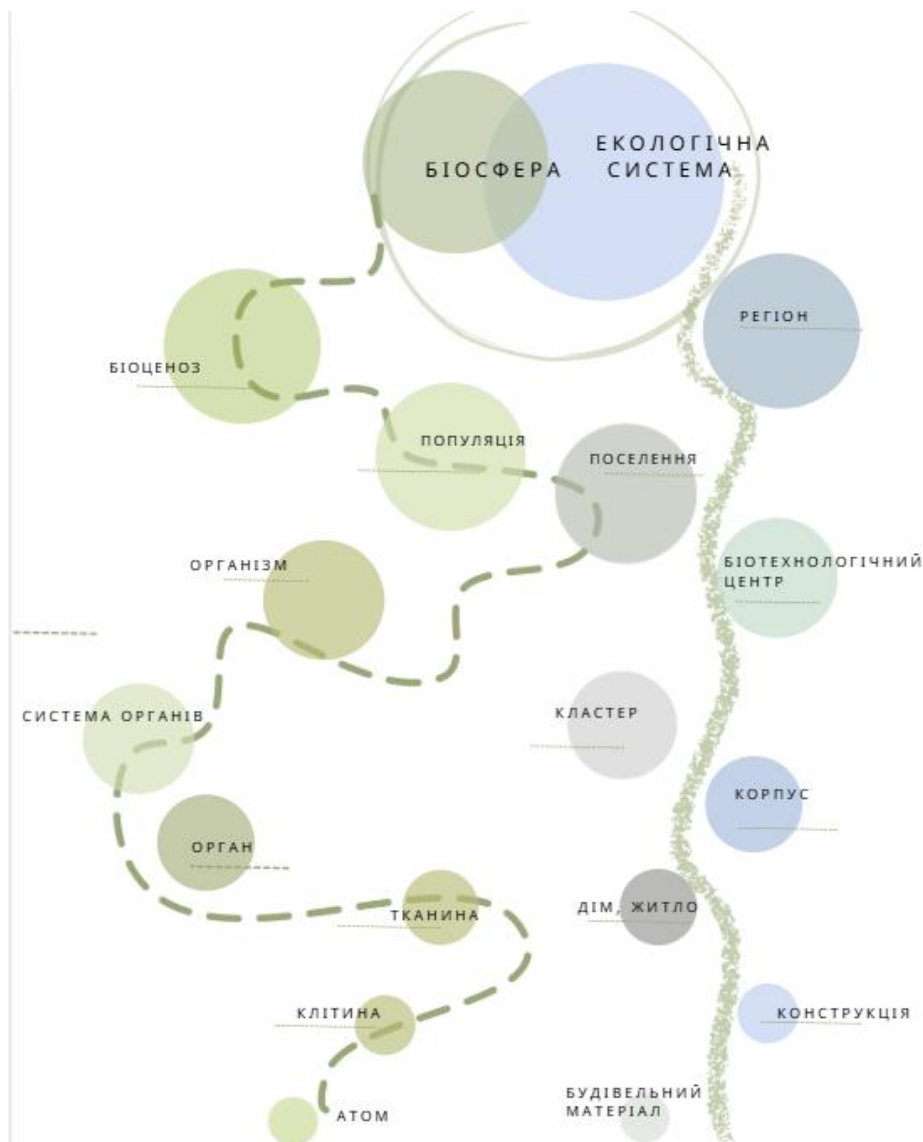 БІОСФЕРА
ЕКОЛОГІЧНА
СИСТЕМА
РЕГІОН
БІОЦЕНОЗ
ПОПУЛЯЦІЯ
ПОСЕЛЕННЯ
ОРГАНІЗМ
БІОТЕХНОЛОГІЧНИЙ
ЦЕНТР
СИСТЕМА ОРГАНІВ
КЛАСТЕР
КОРПУС
ОРГАН
ТКАНИНА
ДІМ, ЖИТЛО
КЛІТИНА
КОНСТРУКЦІЯ
АТОМ
БУДІВЕЛЬНИЙ
МАТЕРІАЛ